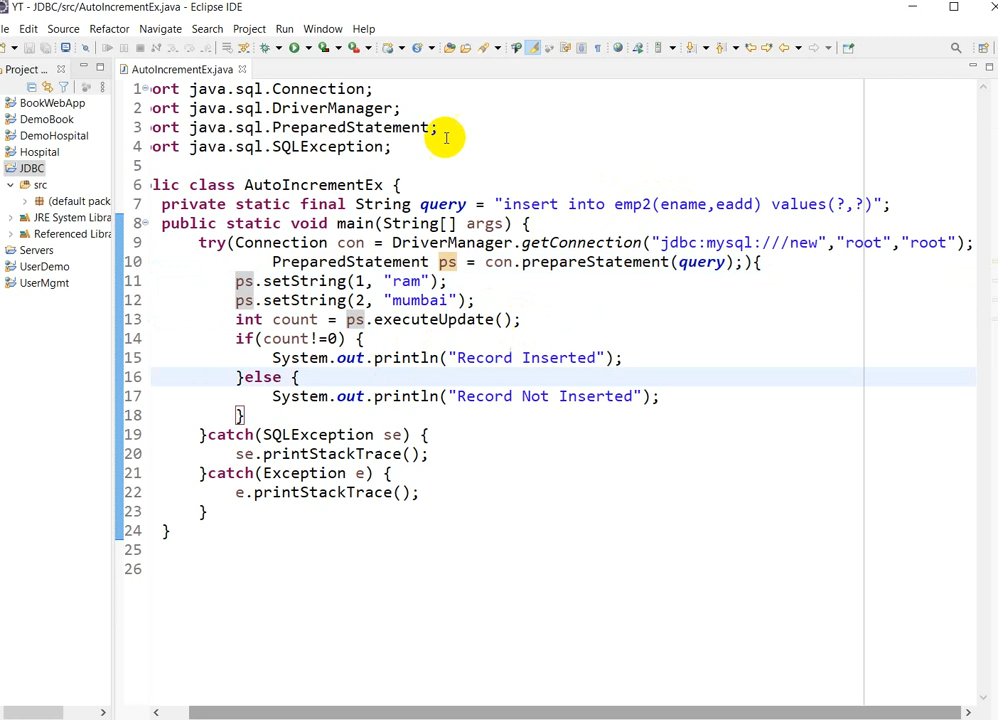 YT - JDBC/src/AutoIncrementEx.java - Eclipse IDE
le Edit Source Refactor Navigate Search Project Run Window Help
Project ...
AutoIncrementEx.java
BookWebApp
DemoBook
DemoHospital
Hospital
JDBC
src
(default pack
JRE System Libra
Referenced Libra
Servers
UserDemo
UserMgmt
1 ort java.sql.Connection;
2 ort java.sql.DriverManager;
3 ort java.sql.PreparedStatement;
4 ort java.sql.SQLException;
5
6 lic class AutoIncrementEx {
7 private static final String query = "insert into emp2(ename,eadd) values(?,?)";
8 public static void main(String[] args) {
9 try(Connection con = DriverManager.getConnection("jdbc:mysql:///new","root","root");
10 PreparedStatement ps = con.prepareStatement(query);){
11 ps.setString(1, "ram");
12 ps.setString(2, "mumbai");
13 int count = ps.executeUpdate();
14 if(count!=0) {
15 System.out.println("Record Inserted");
16 }else {
17 System.out.println("Record Not Inserted");
18 }
19 }catch(SQLException se) {
20 se.printStackTrace();
21 }catch(Exception e) {
22 e.printStackTrace();
23 }
24 }
25
26